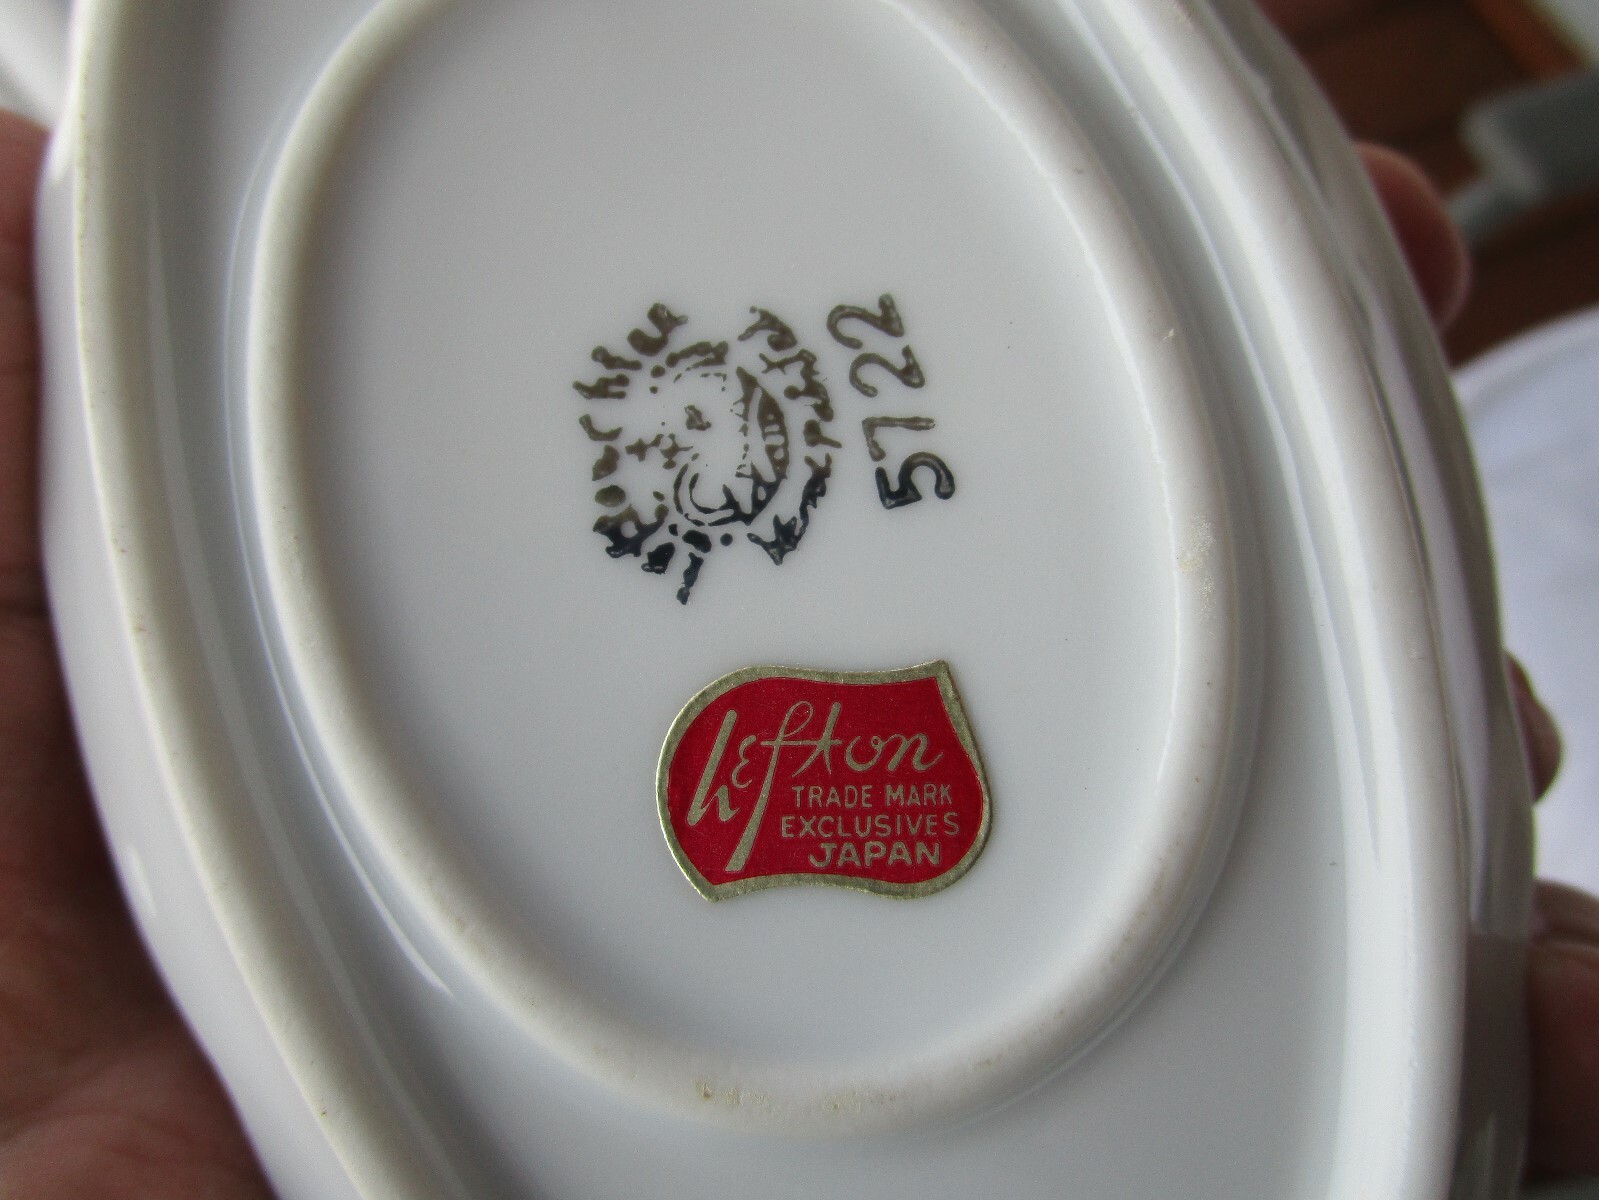 5722
Lefton
TRADE MARK
EXCLUSIVES
JAPAN